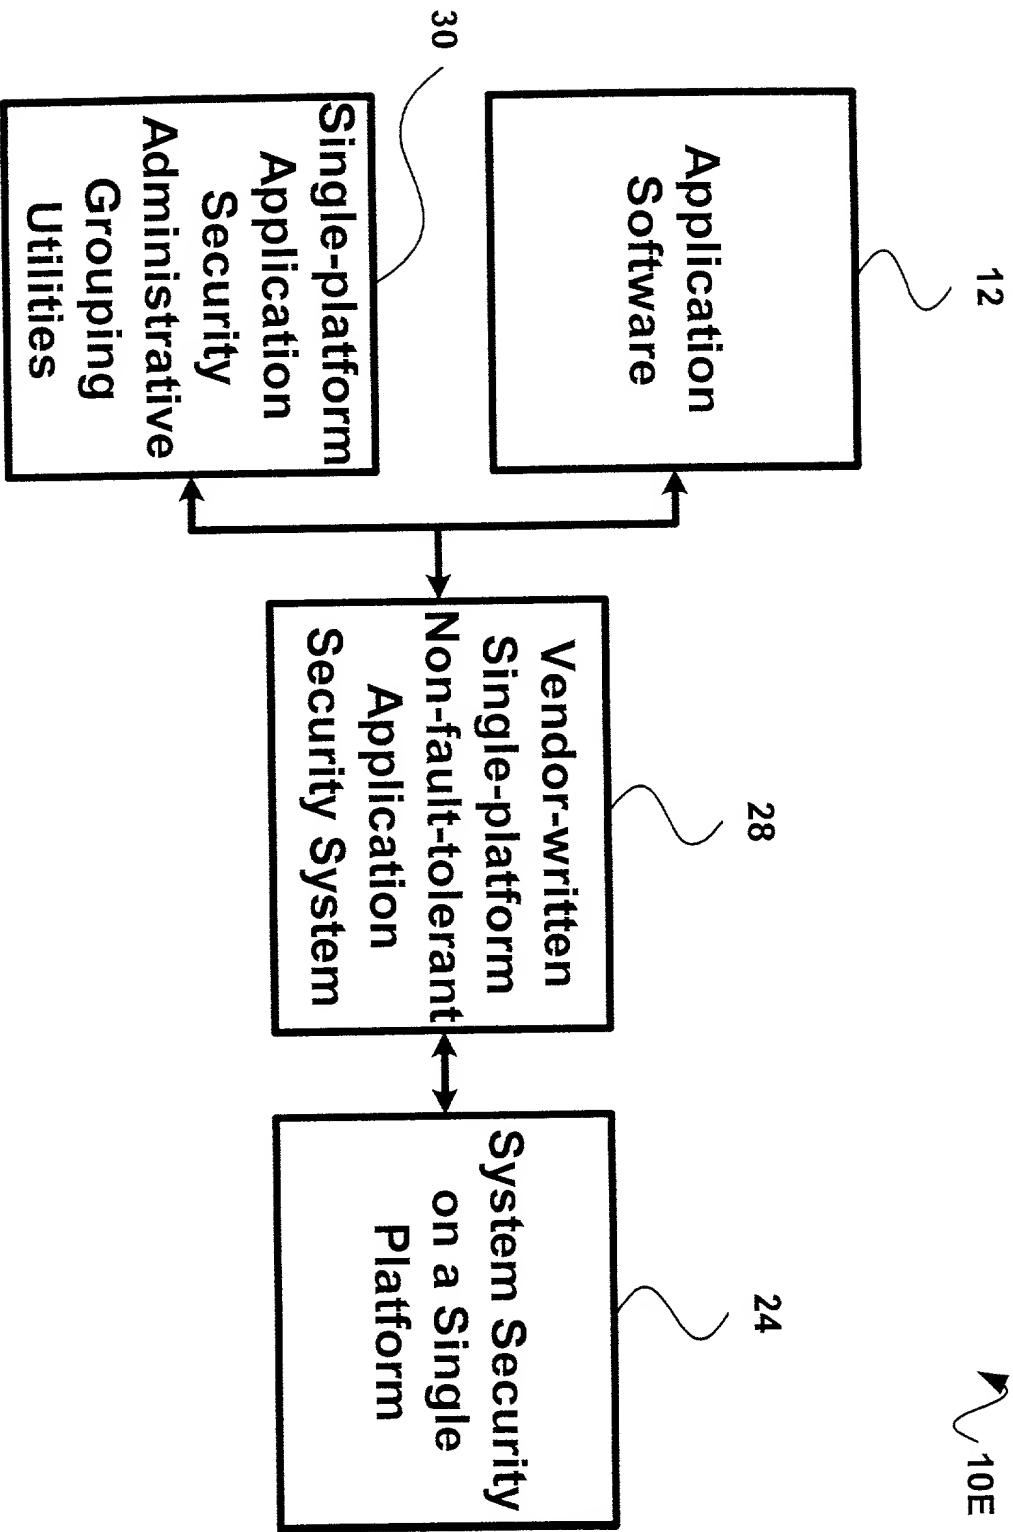 10E
12
Application
Software
30
Single-platform
Application
Security
Administrative
Grouping
Utilities
28
Vendor-written
Single-platform
Non-fault-tolerant
Application
Security System
24
System Security
on a Single
Platform